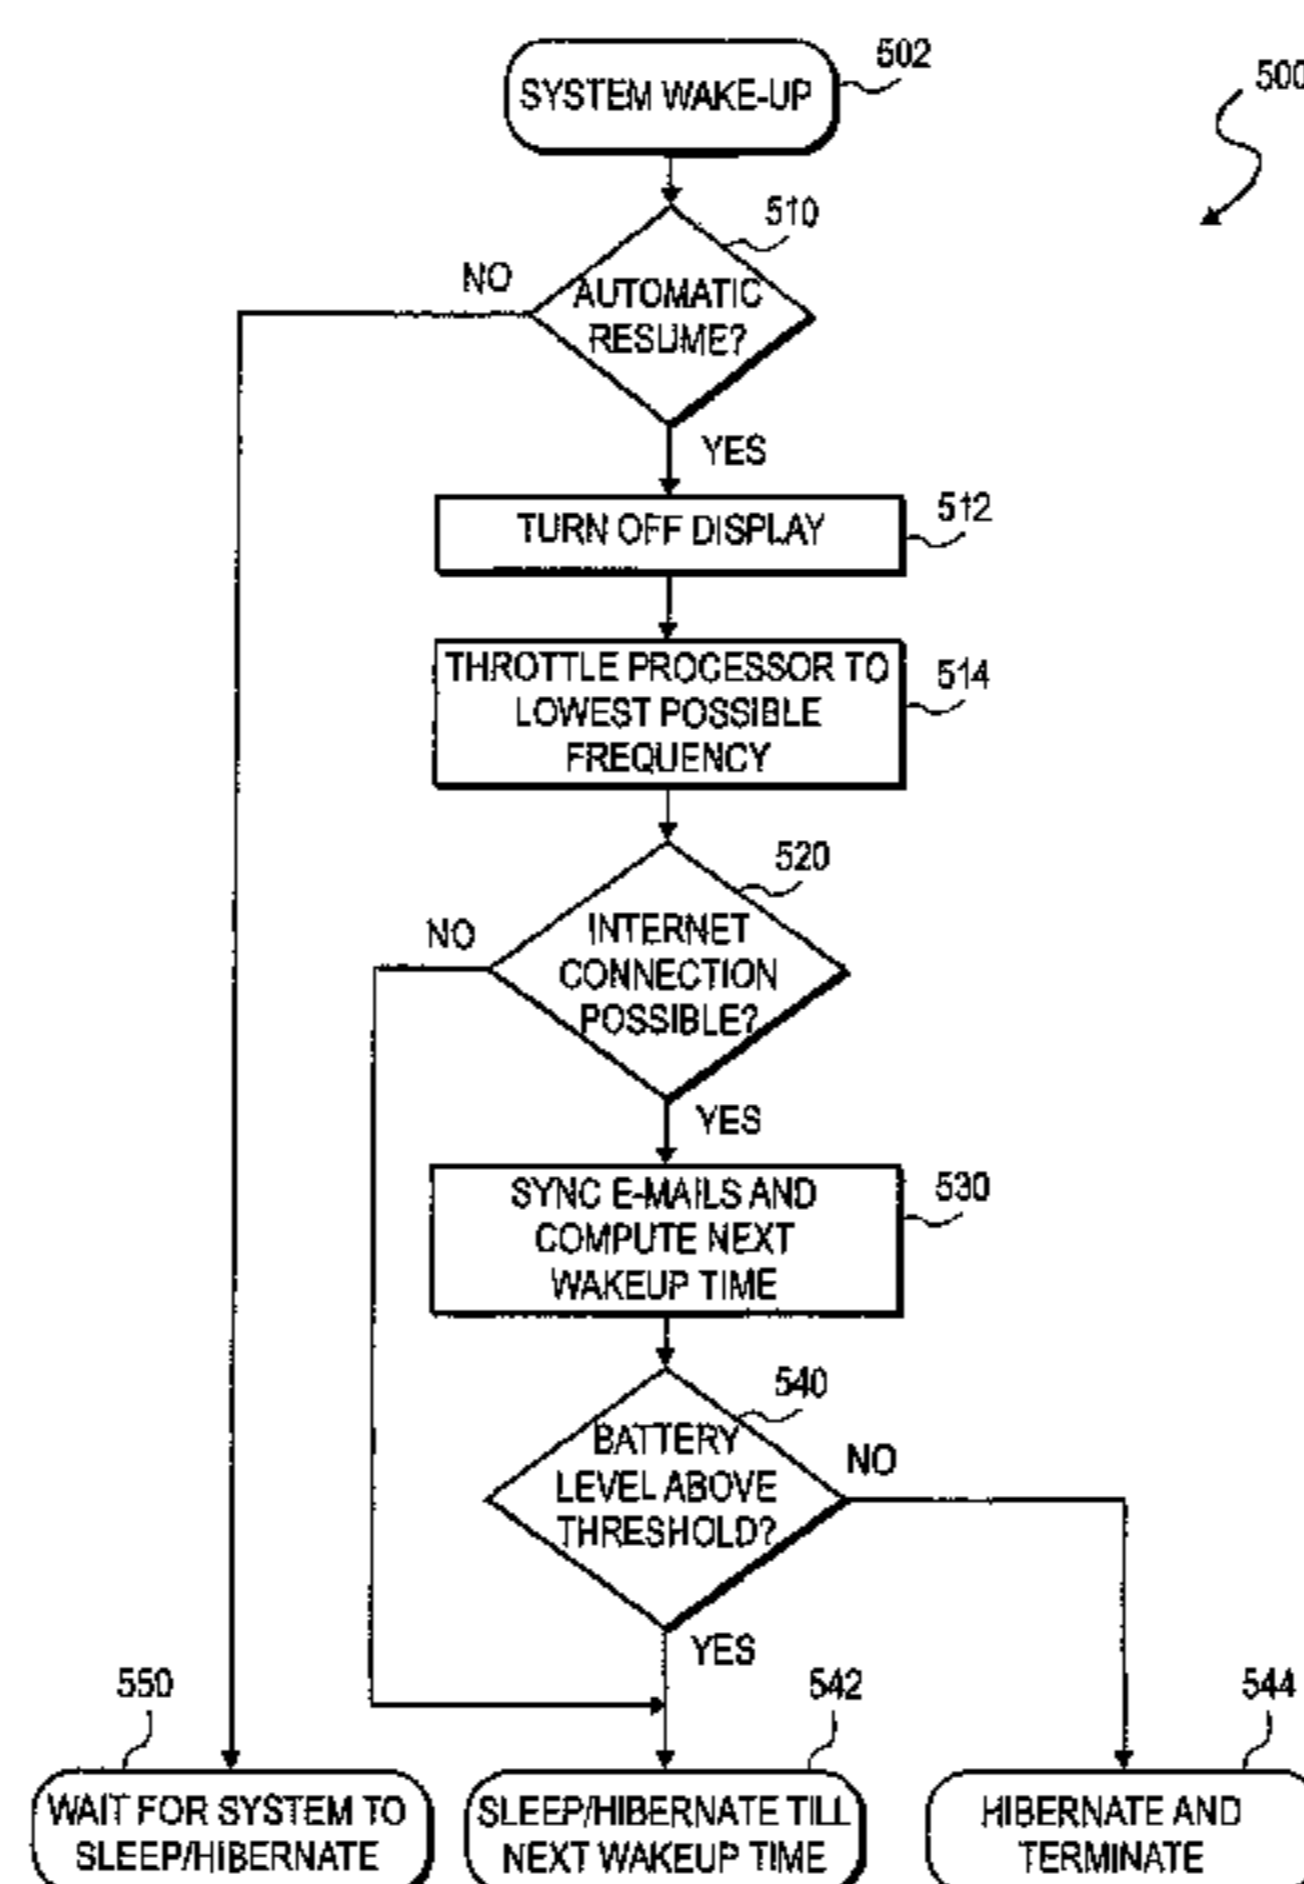 502
500
SYSTEM WAKE-UP
510
NO
AUTOMATIC
RESUME?
YES
512
TURN OFF DISPLAY
THROTTLE PROCESSOR TO
LOWEST POSSIBLE
FREQUENCY
514
520
NO
INTERNET
CONNECTION
POSSIBLE?
YES
SYNC E-MAILS AND
COMPUTE NEXT
WAKEUP TIME
530
540
BATTERY
LEVEL ABOVE
THRESHOLD?
NO
YES
550
542
544
WAIT FOR SYSTEM TO
SLEEP/HIBERNATE
SLEEP/HIBERNATE TILL
NEXT WAKEUP TIME
HIBERNATE AND
TERMINATE